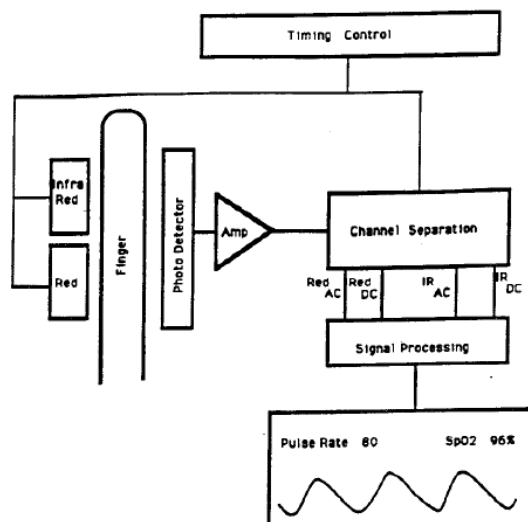 Timing Control
Infra
Red
Red
Finger
Photo Detector
Amp
Channel Separation
Red
AC
Red
DC
IR
AC
IR
DC
Signal Processing
Pulse Rate 80 SpO2 96%